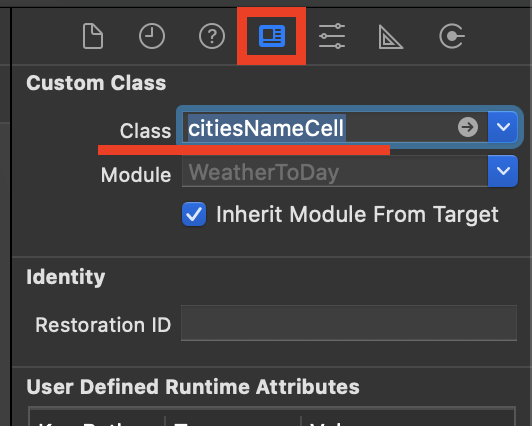 Custom Class
Class citiesNameCell
Module WeatherToDay
Inherit Module From Target
Identity
Restoration ID
User Defined Runtime Attributes